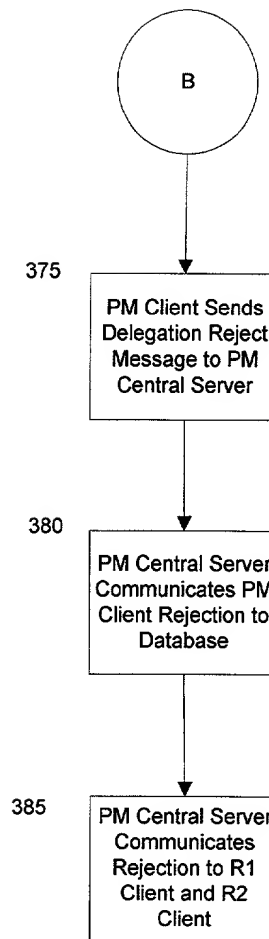 B
375
PM Client Sends
Delegation Reject
Message to PM
Central Server
380
PM Central Server
Communicates PM
Client Rejection to
Database
385
PM Central Server
Communicates
Rejection to R1
Client and R2
Client